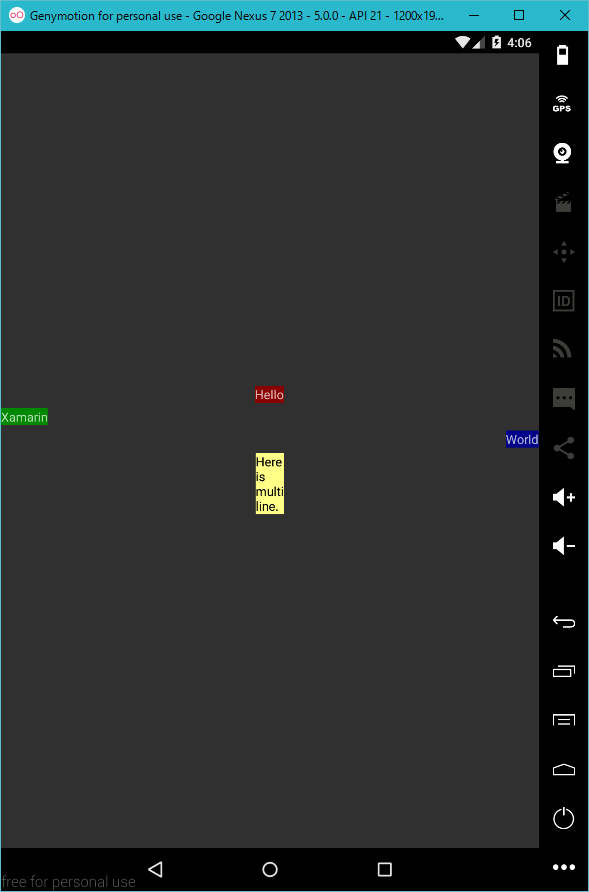 Genymotion for personal use - Google Nexus 7 2013 - 5.0.0 - API 21 - 1200x19...
4:06
GPS
ID
Hello
Xamarin
World
Here
is
multi
line.
free for personal use